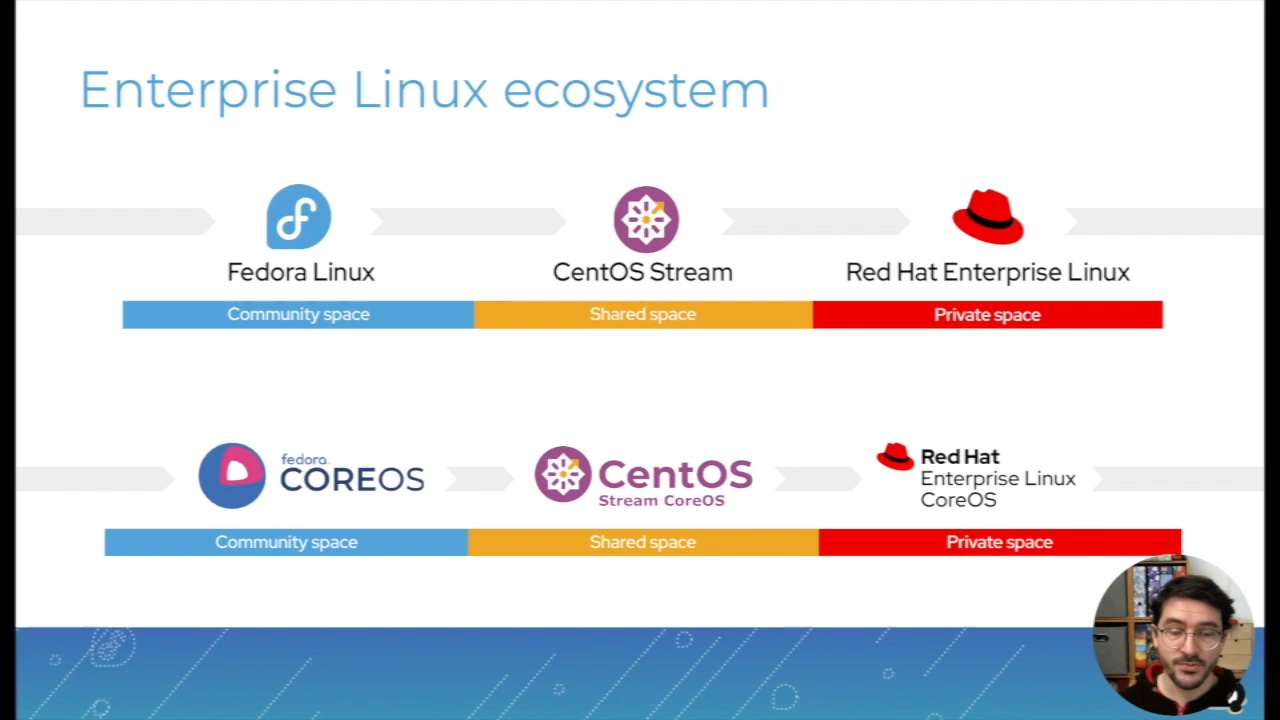 Enterprise Linux ecosystem
Fedora Linux
CentOS Stream
Red Hat Enterprise Linux
Community space
Shared space
Private space
fedora
COREOS
CentOS
Stream CoreOS
Red Hat
Enterprise Linux
CoreOS
Community space
Shared space
Private space